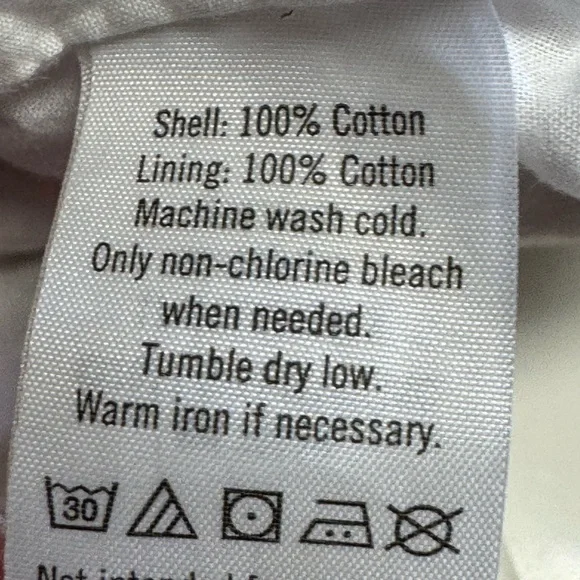 Shell: 100% Cotton
Lining: 100% Cotton
Machine wash cold.
Only non-chlorine bleach
when needed.
Tumble dry low.
Warm iron if necessary.
30
Not